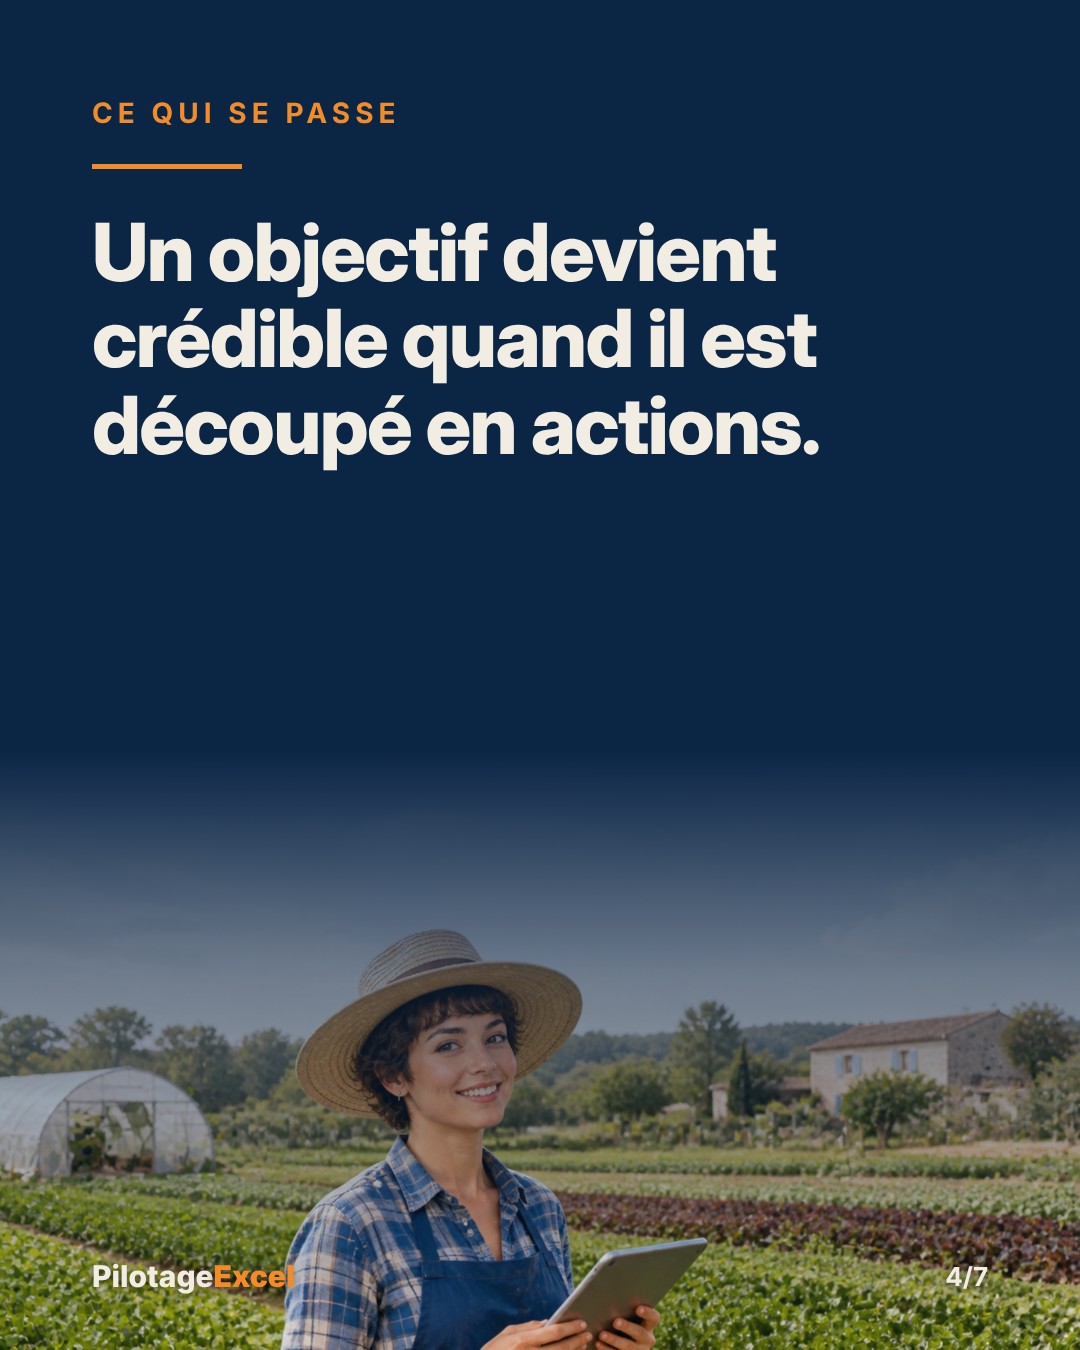 CE QUI SE PASSE
Un objectif devient
crédible quand il est
découpé en actions.
PilotageExcel
4/7